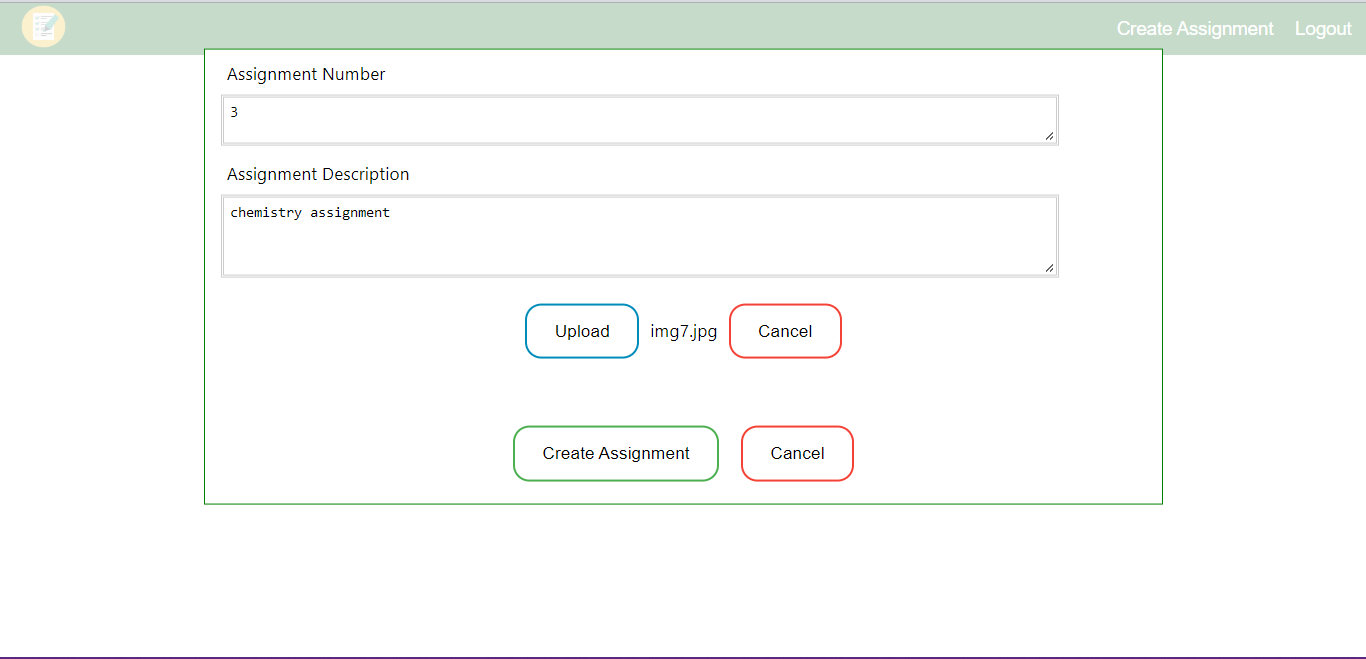 Create Assignment Logout
Assignment Number
3
Assignment Description
chemistry assignment
Upload img7.jpg Cancel
Create Assignment Cancel